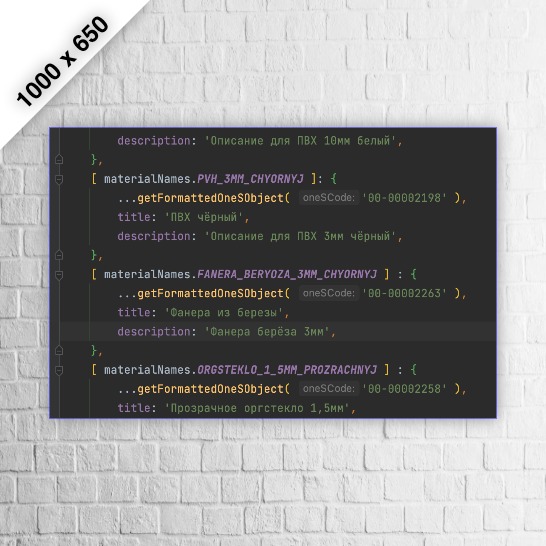 1000 x 650
description: 'Описание для ПВХ 10мм белый',
},
[ materialNames.PVH_3MM_CHYORNYJ ]: {
...getFormattedOneSObject( oneSCode: '00-00002198' ),
title: 'ПВХ чёрный',
description: 'Описание для ПВХ 3мм чёрный',
},
[ materialNames.FANERA_BERYOZA_3MM_CHYORNYJ ] : {
...getFormattedOneSObject( oneSCode: '00-00002263' ),
title: 'Фанера из березы',
description: 'Фанера берёза 3мм',
},
[ materialNames.ORGSTEKLO_1_5MM_PROZRACHNYJ ] : {
...getFormattedOneSObject( oneSCode: '00-00002258' ),
title: 'Прозрачное оргстекло 1,5мм',